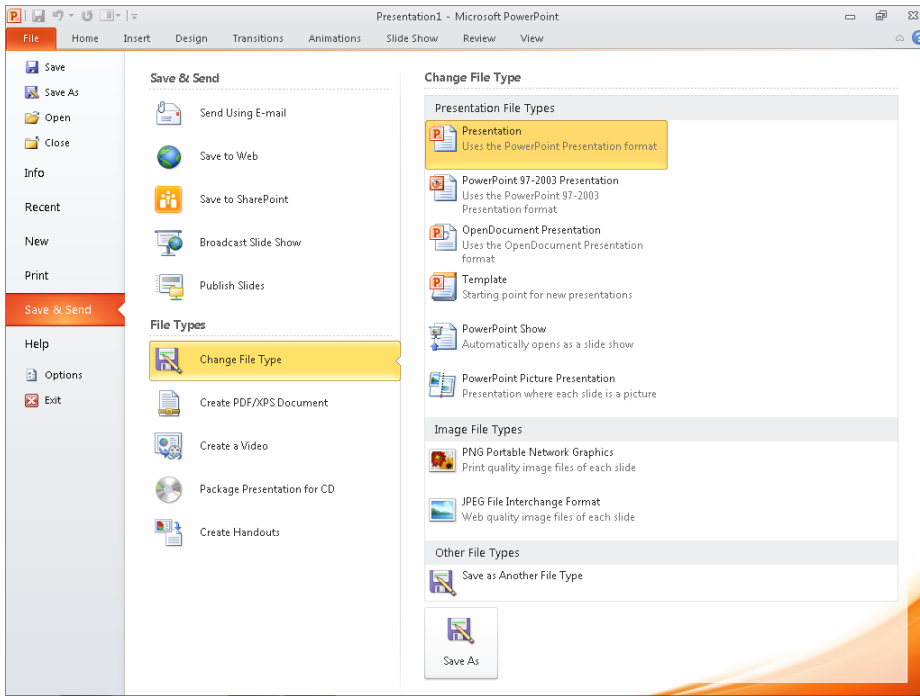 Presentation1 - Microsoft PowerPoint
File Home Insert Design Transitions Animations Slide Show Review View
Save
Save As
Open
Close
Info
Recent
New
Print
Save & Send
Help
Options
Exit
Save & Send
Send Using E-mail
Save to Web
Save to SharePoint
Broadcast Slide Show
Publish Slides
File Types
Change File Type
Create PDF/XPS Document
Create a Video
Package Presentation for CD
Create Handouts
Change File Type
Presentation File Types
Presentation
Uses the PowerPoint Presentation format
PowerPoint 97-2003 Presentation
Uses the PowerPoint 97-2003
Presentation format
OpenDocument Presentation
Uses the OpenDocument Presentation
format
Template
Starting point for new presentations
PowerPoint Show
Automatically opens as a slide show
PowerPoint Picture Presentation
Presentation where each slide is a picture
Image File Types
PNG Portable Network Graphics
Print quality image files of each slide
JPEG File Interchange Format
Web quality image files of each slide
Other File Types
Save as Another File Type
Save As